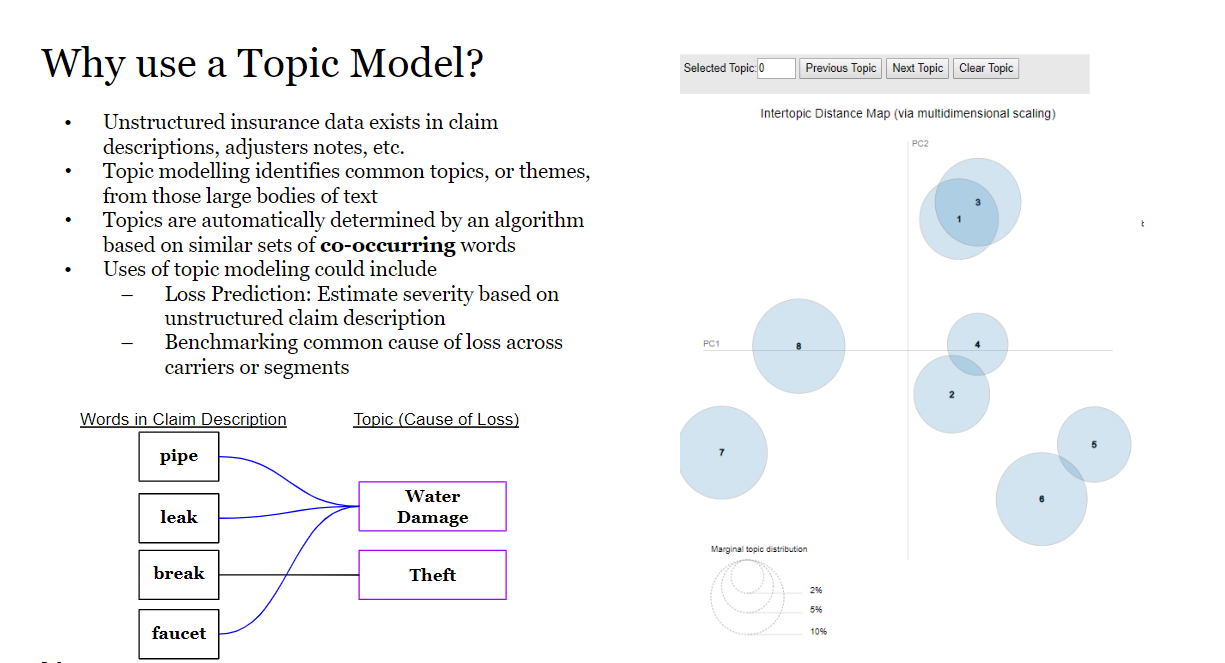 Why use a Topic Model?
• Unstructured insurance data exists in claim
descriptions, adjusters notes, etc.
• Topic modelling identifies common topics, or themes,
from those large bodies of text
• Topics are automatically determined by an algorithm
based on similar sets of co-occurring words
• Uses of topic modeling could include
– Loss Prediction: Estimate severity based on
unstructured claim description
– Benchmarking common cause of loss across
carriers or segments
Words in Claim Description
Topic (Cause of Loss)
pipe
leak
break
faucet
Water
Damage
Theft
Selected Topic: 0 Previous Topic Next Topic Clear Topic
Intertopic Distance Map (via multidimensional scaling)
PC2
3
1
t
PC1
8
4
2
7
5
6
Marginal topic distribution
2%
5%
10%